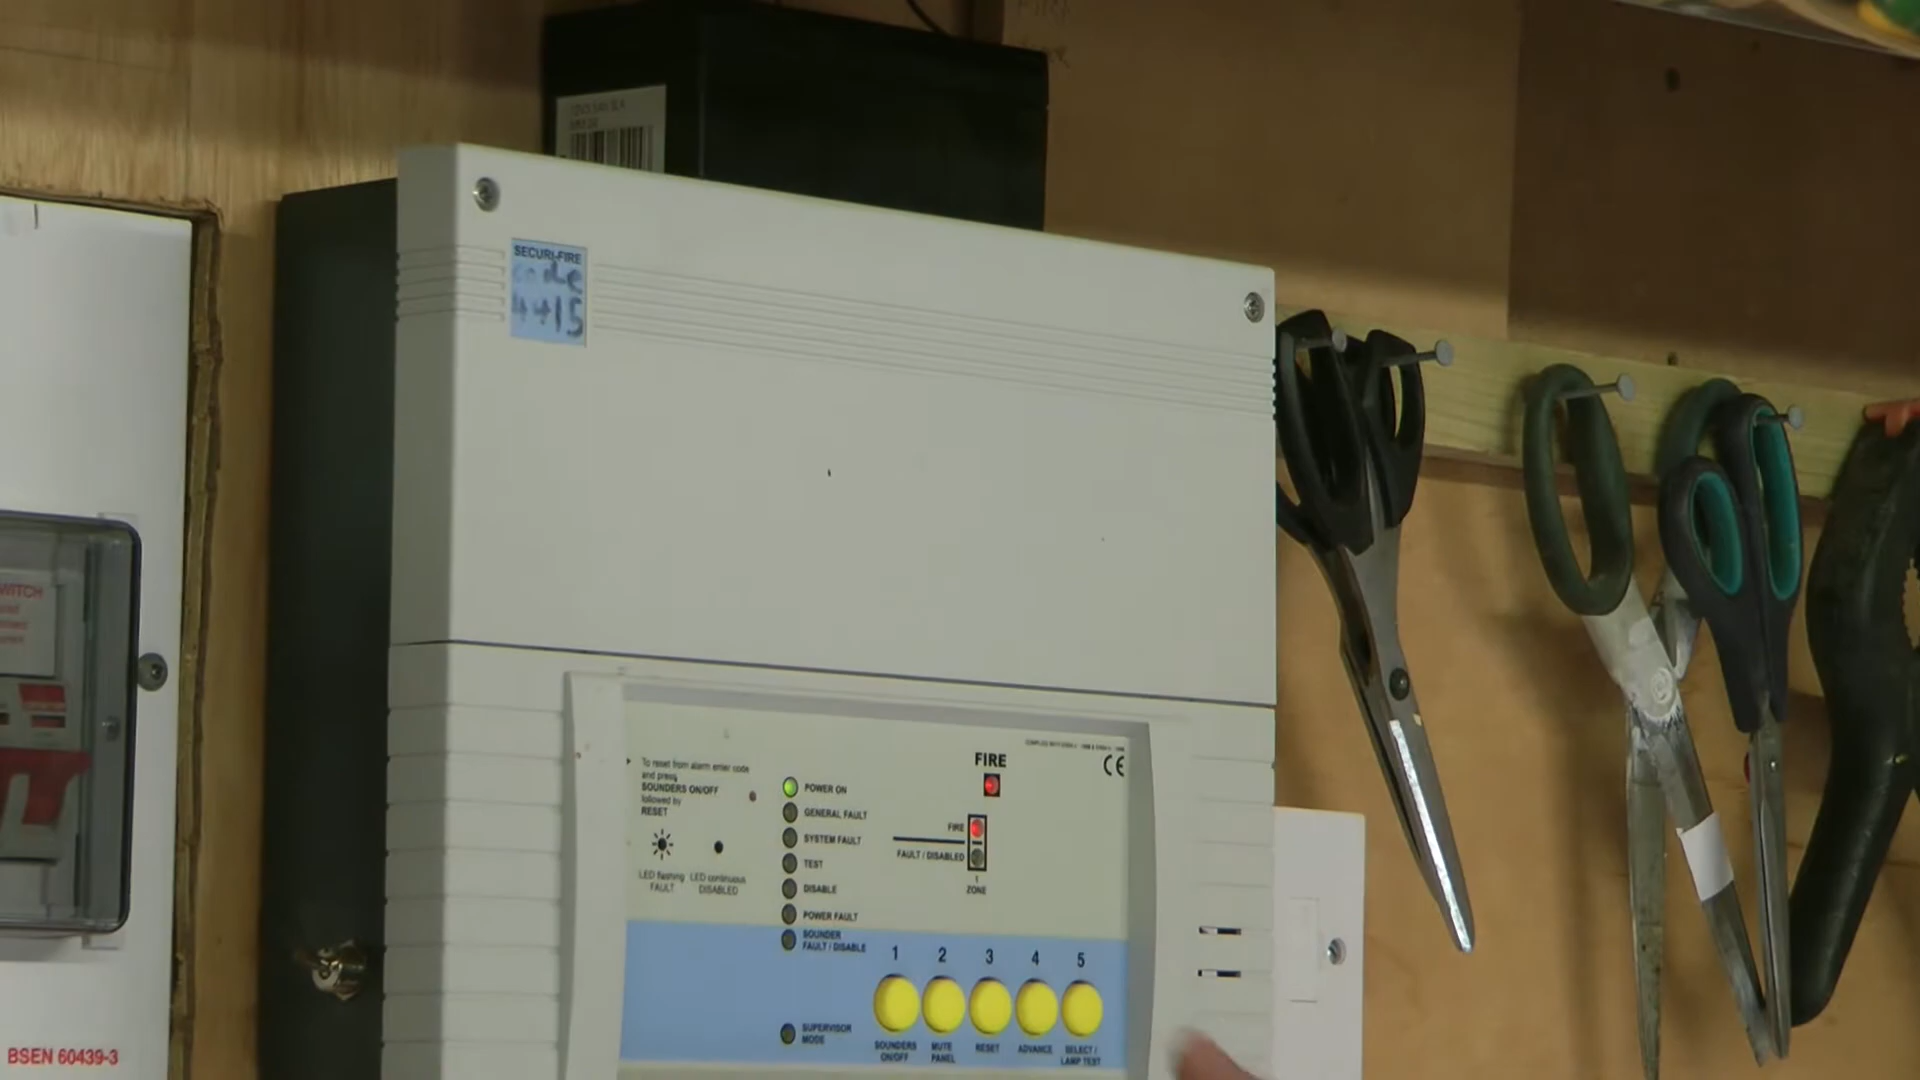 SECURI-FIRE
code
4415
To reset from alarm enter code
and press
SOUNDERS ON/OFF
followed by
RESET
LED flashing
FAULT
LED continuous
DISABLED
POWER ON
GENERAL FAULT
SYSTEM FAULT
TEST
DISABLE
POWER FAULT
SOUNDER
FAULT / DISABLE
SUPERVISOR
MODE
FIRE
CE
FIRE
FAULT / DISABLED
1
ZONE
1 2 3 4 5
SOUNDERS
ON/OFF
MUTE
PANEL
RESET
ADVANCE
SELECT /
LAMP TEST
BSEN 60439-3